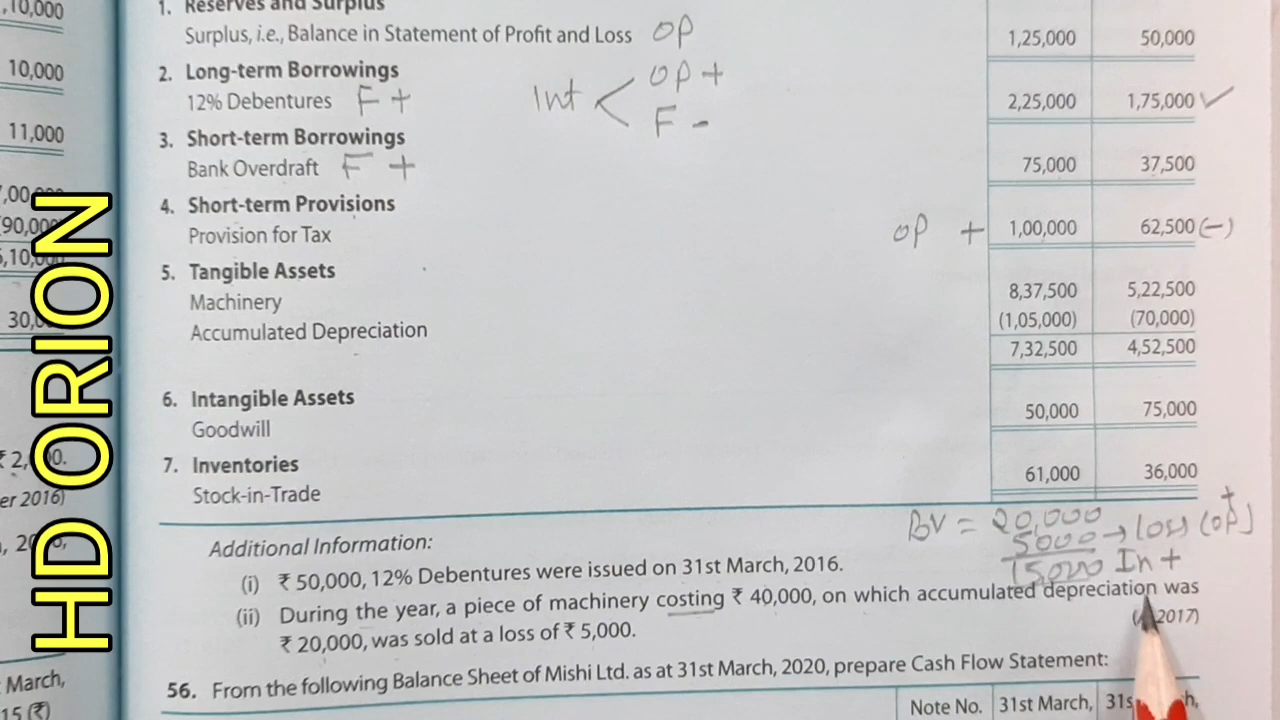 ,10,000
10,000
11,000
30,
er 2016)
March,
15 (₹)
HD ORION
1. Reserves and Surplus
Surplus, i.e., Balance in Statement of Profit and Loss OP 1,25,000 50,000
2. Long-term Borrowings
12% Debentures F + Int < OP + F - 2,25,000 1,75,000 ✓
3. Short-term Borrowings
Bank Overdraft F + 75,000 37,500
4. Short-term Provisions
Provision for Tax OP + 1,00,000 62,500 (-)
5. Tangible Assets
Machinery 8,37,500 5,22,500
Accumulated Depreciation (1,05,000) (70,000)
7,32,500 4,52,500
6. Intangible Assets
Goodwill 50,000 75,000
7. Inventories
Stock-in-Trade 61,000 36,000
BV = 20,000
5000 → loss (OP) +
15000 In +
Additional Information:
(i) ₹ 50,000, 12% Debentures were issued on 31st March, 2016.
(ii) During the year, a piece of machinery costing ₹ 40,000, on which accumulated depreciation was
₹ 20,000, was sold at a loss of ₹ 5,000. 2017)
56. From the following Balance Sheet of Mishi Ltd. as at 31st March, 2020, prepare Cash Flow Statement:
Note No. 31st March,